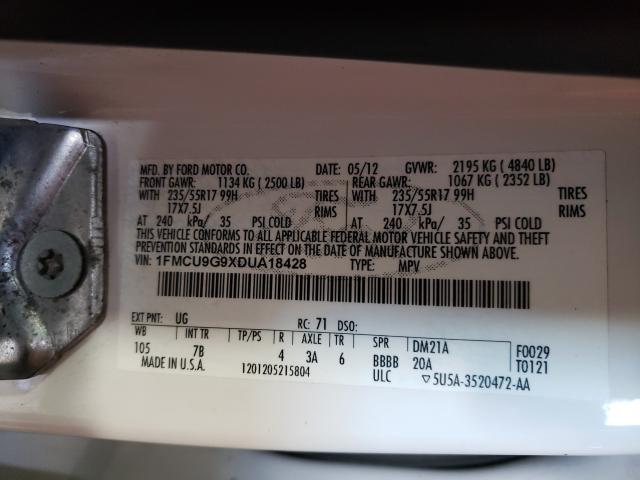 MFD. BY FORD MOTOR CO. DATE: 05/12 GVWR: 2195 KG ( 4840 LB)
FRONT GAWR: 1134 KG ( 2500 LB) REAR GAWR: 1067 KG ( 2352 LB)
WITH 235/55R17 99H TIRES WITH 235/55R17 99H TIRES
17X7.5J RIMS 17X7.5J RIMS
AT 240 kPa/ 35 PSI COLD AT 240 kPa/ 35 PSI COLD
THIS VEHICLE CONFORMS TO ALL APPLICABLE FEDERAL MOTOR VEHICLE SAFETY AND THEFT
PREVENTION STANDARDS IN EFFECT ON THE DATE OF MANUFACTURE SHOWN ABOVE.
VIN: 1FMCU9G9XDUA18428 TYPE: MPV
EXT PNT: UG RC: 71 DSO:
WB INT TR TP/PS R AXLE TR SPR DM21A F0029
105 7B 4 3A 6 BBBB 20A T0121
MADE IN U.S.A. 1201205215804 ULC ▽5U5A-3520472-AA